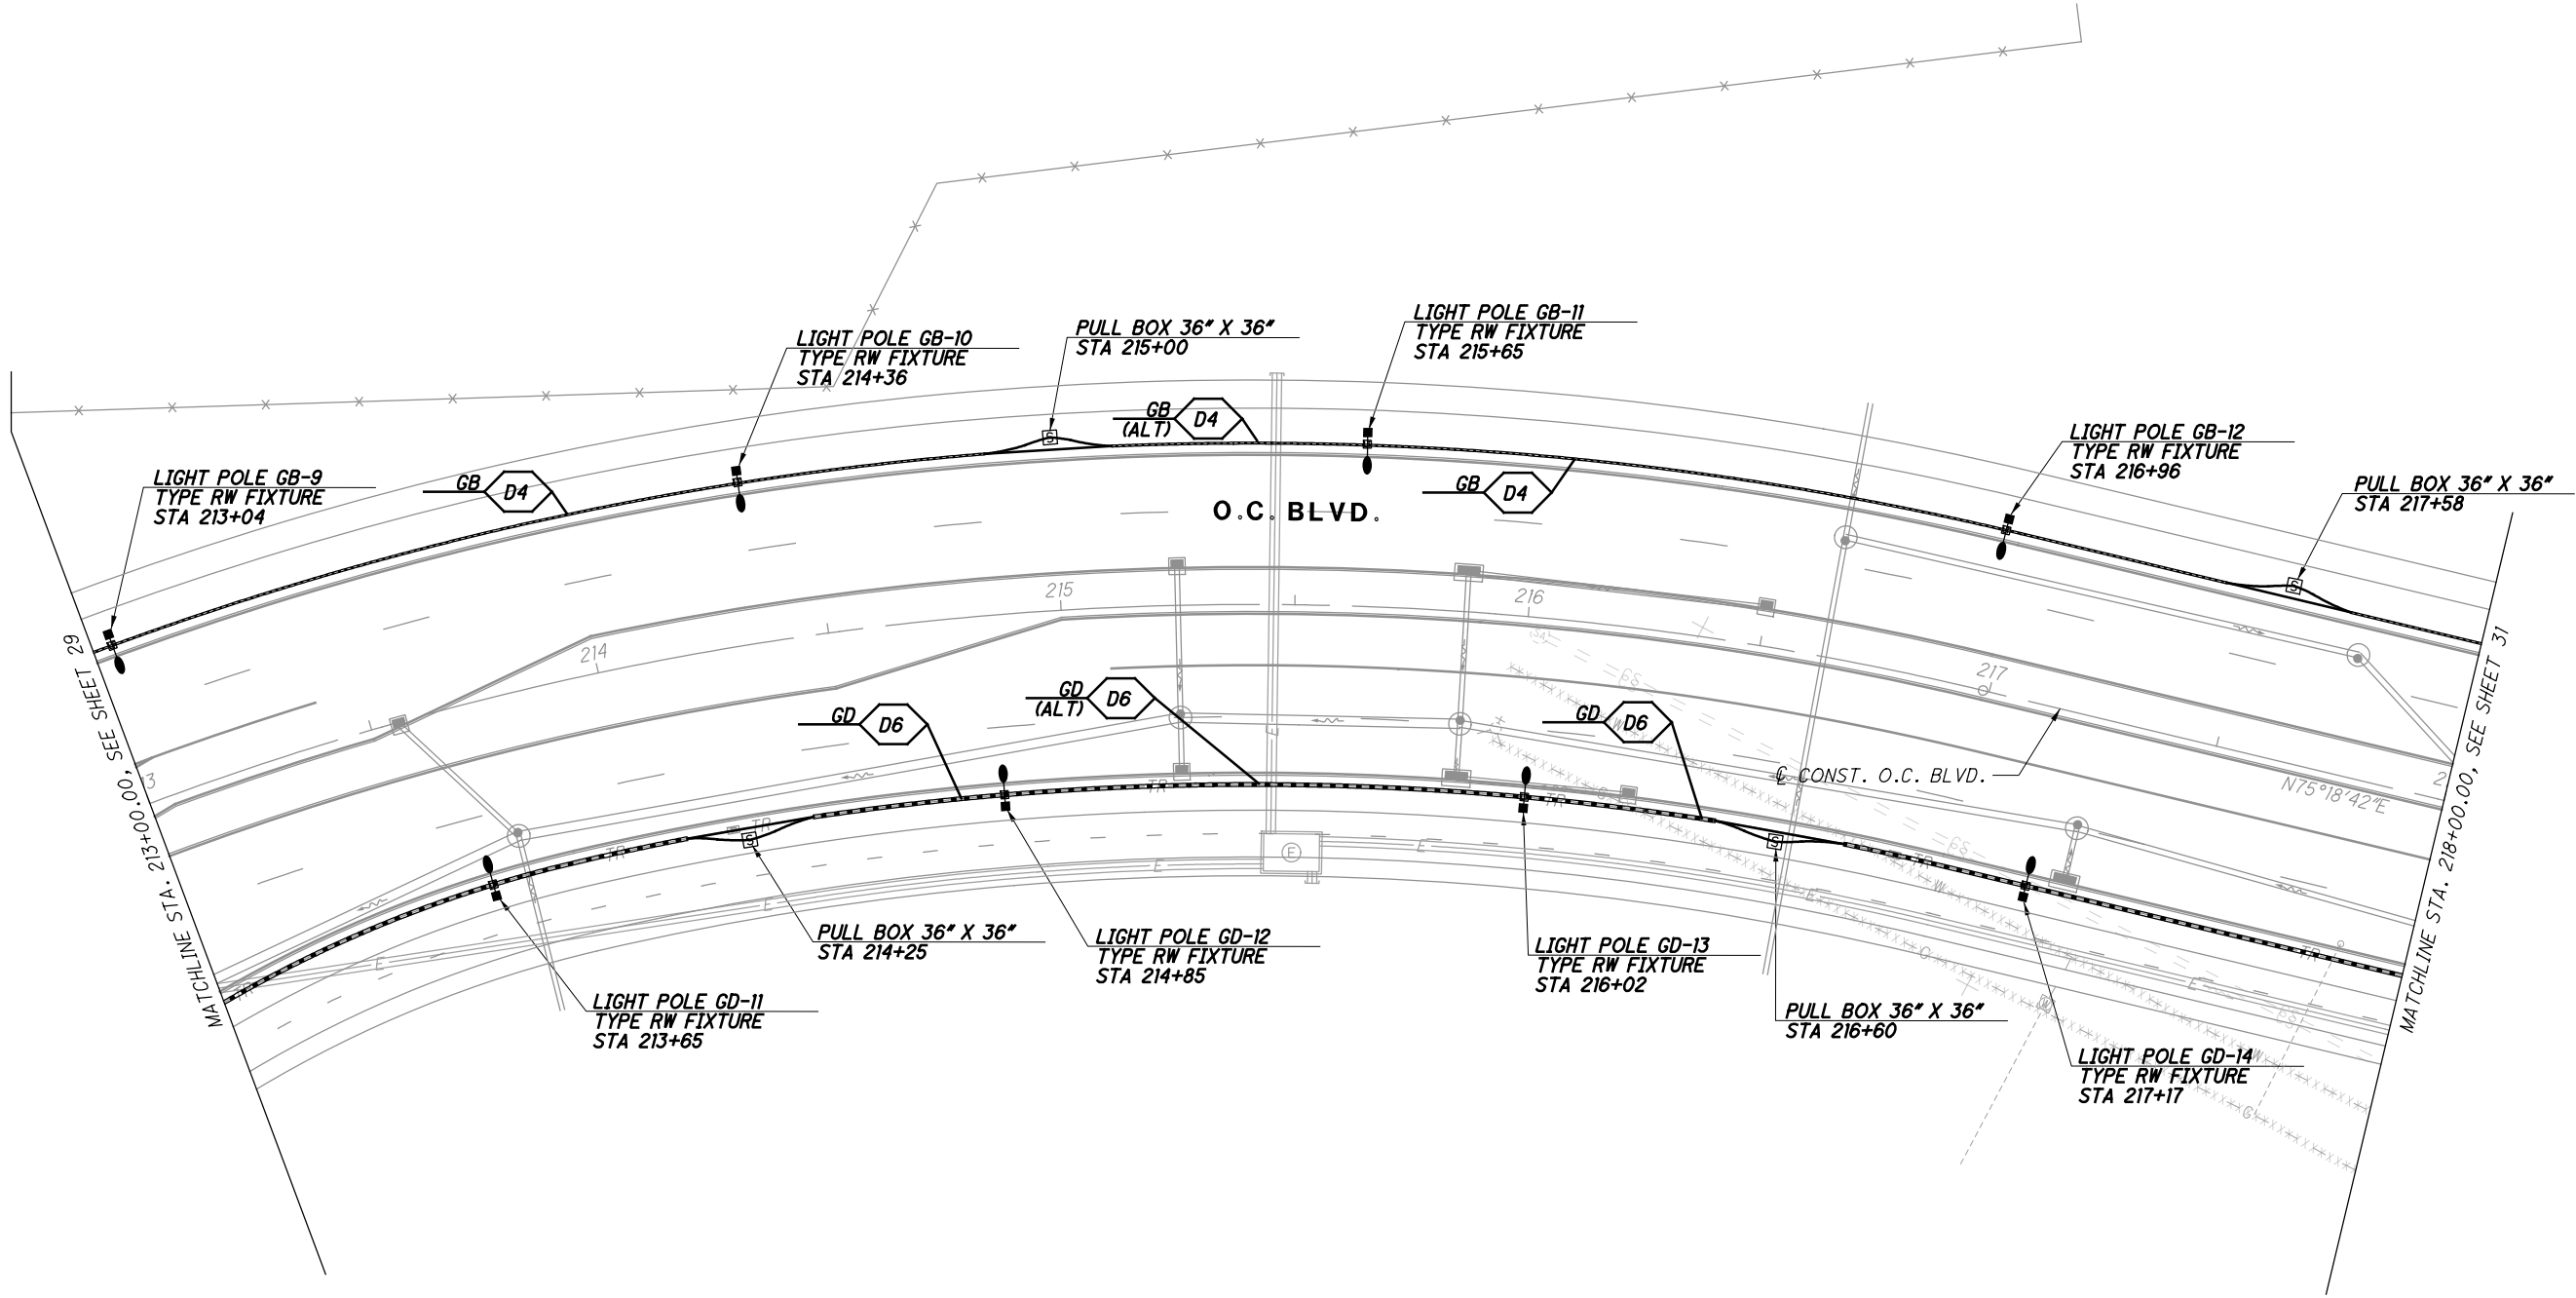 LIGHT POLE GB-9
TYPE RW FIXTURE
STA 213+04
GB
D4
LIGHT POLE GB-10
TYPE RW FIXTURE
STA 214+36
PULL BOX 36" X 36"
STA 215+00
GB
(ALT)
D4
LIGHT POLE GB-11
TYPE RW FIXTURE
STA 215+65
GB
D4
LIGHT POLE GB-12
TYPE RW FIXTURE
STA 216+96
PULL BOX 36" X 36"
STA 217+58
O.C. BLVD.
MATCHLINE STA. 213+00.00, SEE SHEET 29
214
215
216
217
GD
D6
GD
(ALT)
D6
GD
D6
℄ CONST. O.C. BLVD.
N75°18'42"E
MATCHLINE STA. 218+00.00, SEE SHEET 31
TR
TR
TR
TR
TR
TR
TR
E
E
E
E
E
E
E
E
W
W
W
W
G
G
G
S
S
S
S
LIGHT POLE GD-11
TYPE RW FIXTURE
STA 213+65
PULL BOX 36" X 36"
STA 214+25
LIGHT POLE GD-12
TYPE RW FIXTURE
STA 214+85
LIGHT POLE GD-13
TYPE RW FIXTURE
STA 216+02
PULL BOX 36" X 36"
STA 216+60
LIGHT POLE GD-14
TYPE RW FIXTURE
STA 217+17